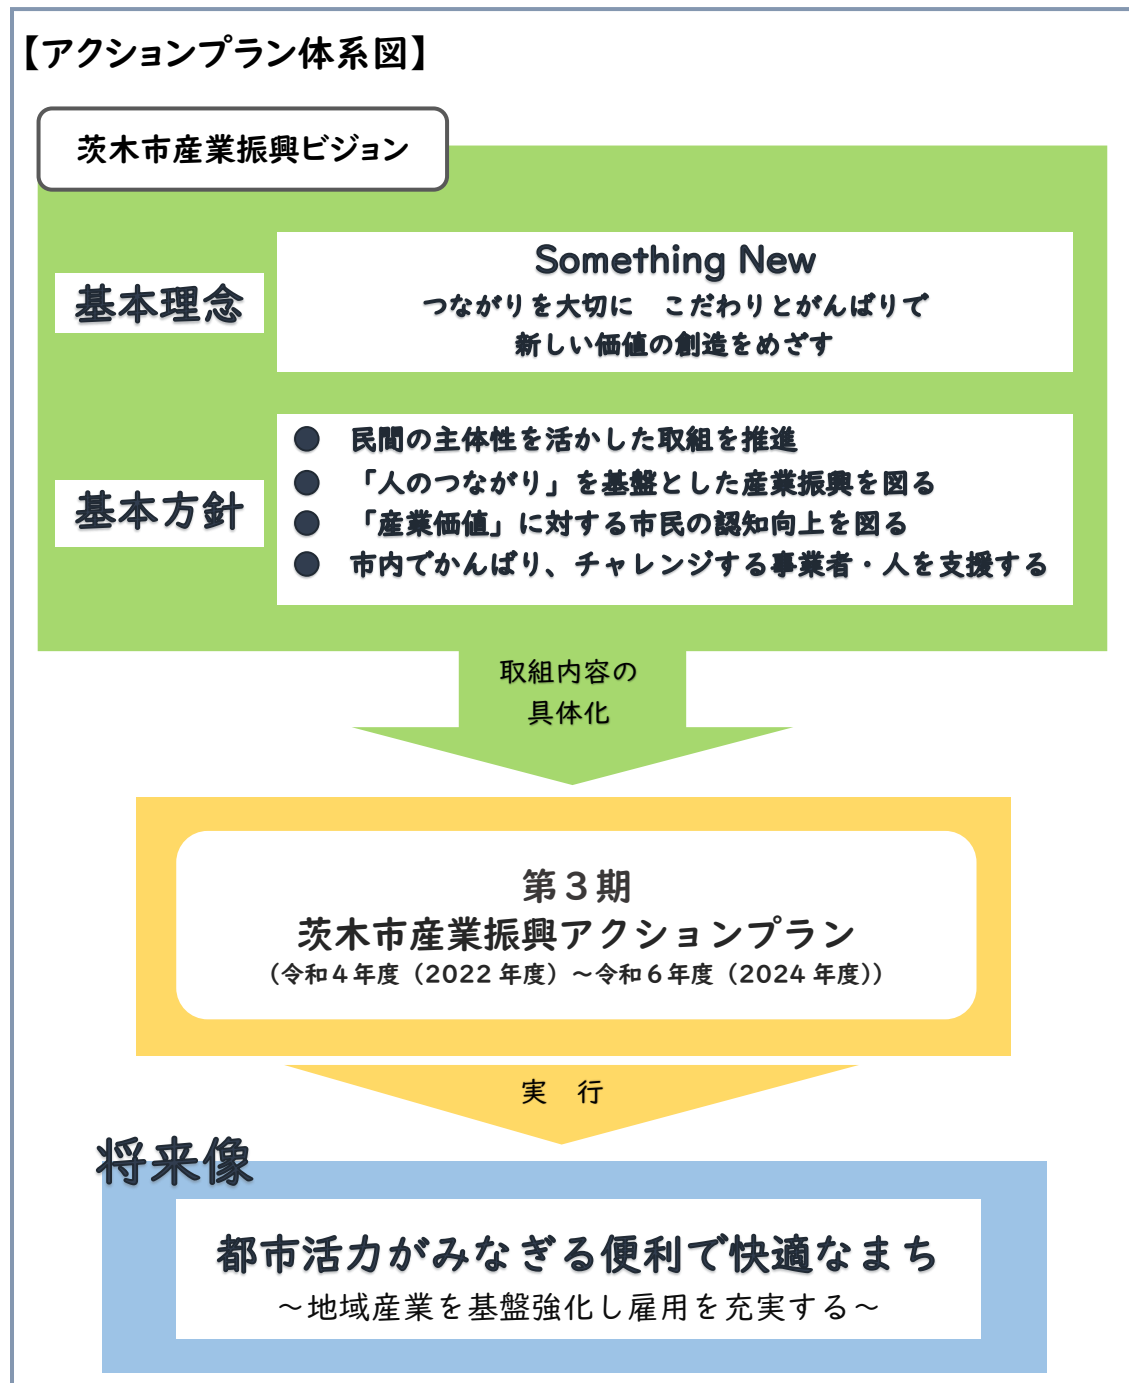 【アクションプラン体系図】
茨木市産業振興ビジョン
基本理念
Something New
つながりを大切に　こだわりとがんばりで
新しい価値の創造をめざす
基本方針
● 民間の主体性を活かした取組を推進
● 「人のつながり」を基盤とした産業振興を図る
● 「産業価値」に対する市民の認知向上を図る
● 市内でかんばり、チャレンジする事業者・人を支援する
取組内容の
具体化
第３期
茨木市産業振興アクションプラン
（令和４年度（2022 年度）～令和６年度（2024 年度））
実　行
将来像
都市活力がみなぎる便利で快適なまち
～地域産業を基盤強化し雇用を充実する～